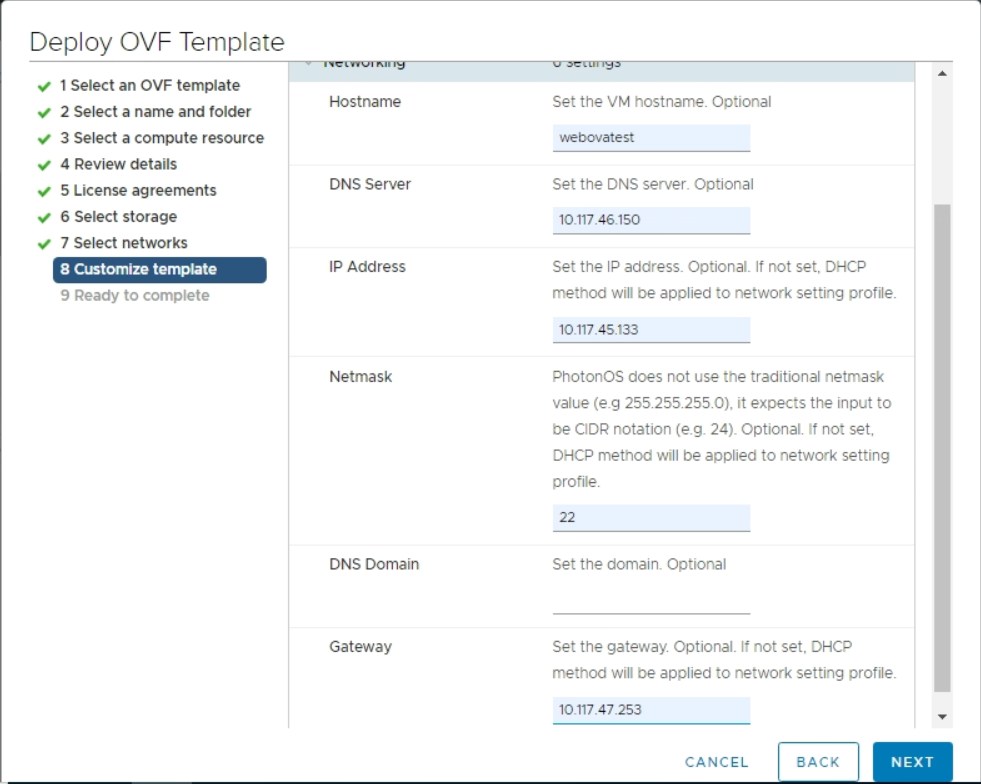 Deploy OVF Template
1 Select an OVF template
2 Select a name and folder
3 Select a compute resource
4 Review details
5 License agreements
6 Select storage
7 Select networks
8 Customize template
9 Ready to complete
Networking 6 settings
Hostname Set the VM hostname. Optional
webovatest
DNS Server Set the DNS server. Optional
10.117.46.150
IP Address Set the IP address. Optional. If not set, DHCP
method will be applied to network setting profile.
10.117.45.133
Netmask PhotonOS does not use the traditional netmask
value (e.g 255.255.255.0), it expects the input to
be CIDR notation (e.g. 24). Optional. If not set,
DHCP method will be applied to network setting
profile.
22
DNS Domain Set the domain. Optional
Gateway Set the gateway. Optional. If not set, DHCP
method will be applied to network setting profile.
10.117.47.253
CANCEL BACK NEXT